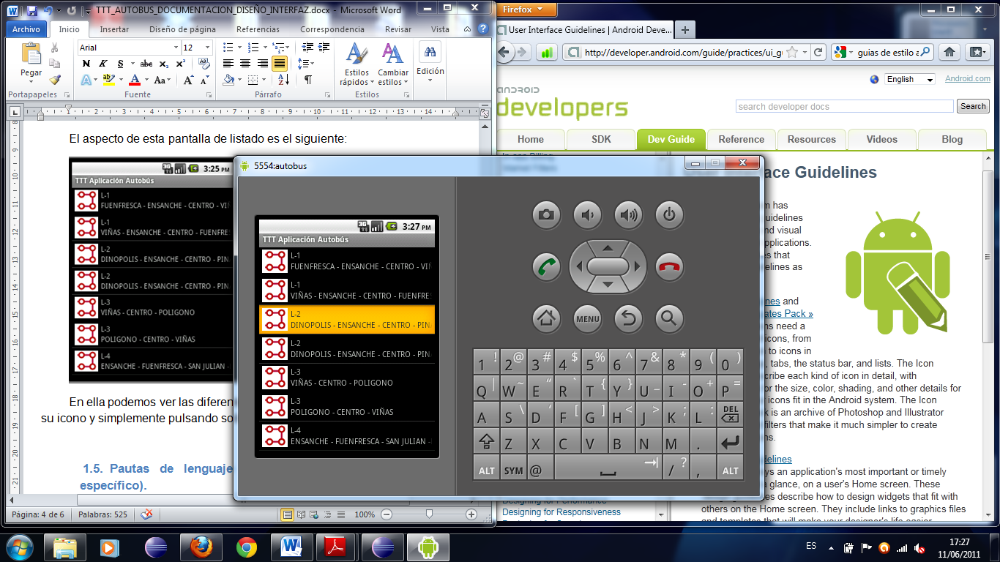 TTT_AUTOBUS_DOCUMENTACION_DISEÑO_INTERFAZ.docx - Microsoft Word
Archivo Inicio Insertar Diseño de página Referencias Correspondencia Revisar Vista
Pegar
Arial 12
N K S abc x₂ x²
A ab A Aa A A
Estilos rápidos
Cambiar estilos
Edición
Portapapeles Fuente Párrafo Estilos
El aspecto de esta pantalla de listado es el siguiente:
3G 3:25 PM
TTT Aplicación Autobús
L-1
FUENFRESCA - ENSANCHE - CENTRO - VIÑ
L-1
VIÑAS - ENSANCHE - CENTRO - FUENFRE
L-2
DINOPOLIS - ENSANCHE - CENTRO - PIN
L-2
DINOPOLIS - ENSANCHE - CENTRO - PIN
L-3
VIÑAS - CENTRO - POLIGONO
L-3
POLIGONO - CENTRO - VIÑAS
L-4
ENSANCHE - FUENFRESCA - SAN JULIAN -
En ella podemos ver las diferen
su icono y simplemente pulsando so
1.5. Pautas de lenguaje
específico).
Página: 4 de 6 Palabras: 525 100%
5554:autobus
3G 3:27 PM
TTT Aplicación Autobús
L-1
FUENFRESCA - ENSANCHE - CENTRO - VIÑ
L-1
VIÑAS - ENSANCHE - CENTRO - FUENFRES
L-2
DINOPOLIS - ENSANCHE - CENTRO - PIN
L-2
DINOPOLIS - ENSANCHE - CENTRO - PIN
L-3
VIÑAS - CENTRO - POLIGONO
L-3
POLIGONO - CENTRO - VIÑAS
L-4
ENSANCHE - FUENFRESCA - SAN JULIAN -
MENU
1 ! 2 @ 3 # 4 $ 5 % 6 ^ 7 & 8 * 9 ( 0 )
Q | W ~ E “ R ` T { Y } U _ I - O + P =
A S \ D ‘ F [ G ] H < J > K ; L : DEL
Z X C V B N M .
ALT SYM @ / ? , ALT
Firefox
User Interface Guidelines | Android Deve...
http://developer.android.com/guide/practices/ui_g
guias de estilo a
English Android.com
android
developers
search developer docs Search
Home SDK Dev Guide Reference Resources Videos Blog
In-app Billing
Market Filters
User Interface Guidelines
m has
guidelines
nd visual
pplications.
es that
delines as
ines and
ates Pack »
ns need a
icons, from
to icons in
, tabs, the status bar, and lists. The Icon
cribe each kind of icon in detail, with
or the size, color, shading, and other details for
icons fit in the Android system. The Icon
k is an archive of Photoshop and Illustrator
filters that make it much simpler to create
ns.
idelines
ys an application's most important or timely
a glance, on a user's Home screen. These
es describe how to design widgets that fit with
others on the Home screen. They include links to graphics files
and templates that will make your designer's life easier.
Designing for Performance
Designing for Responsiveness
ES 17:27
11/06/2011